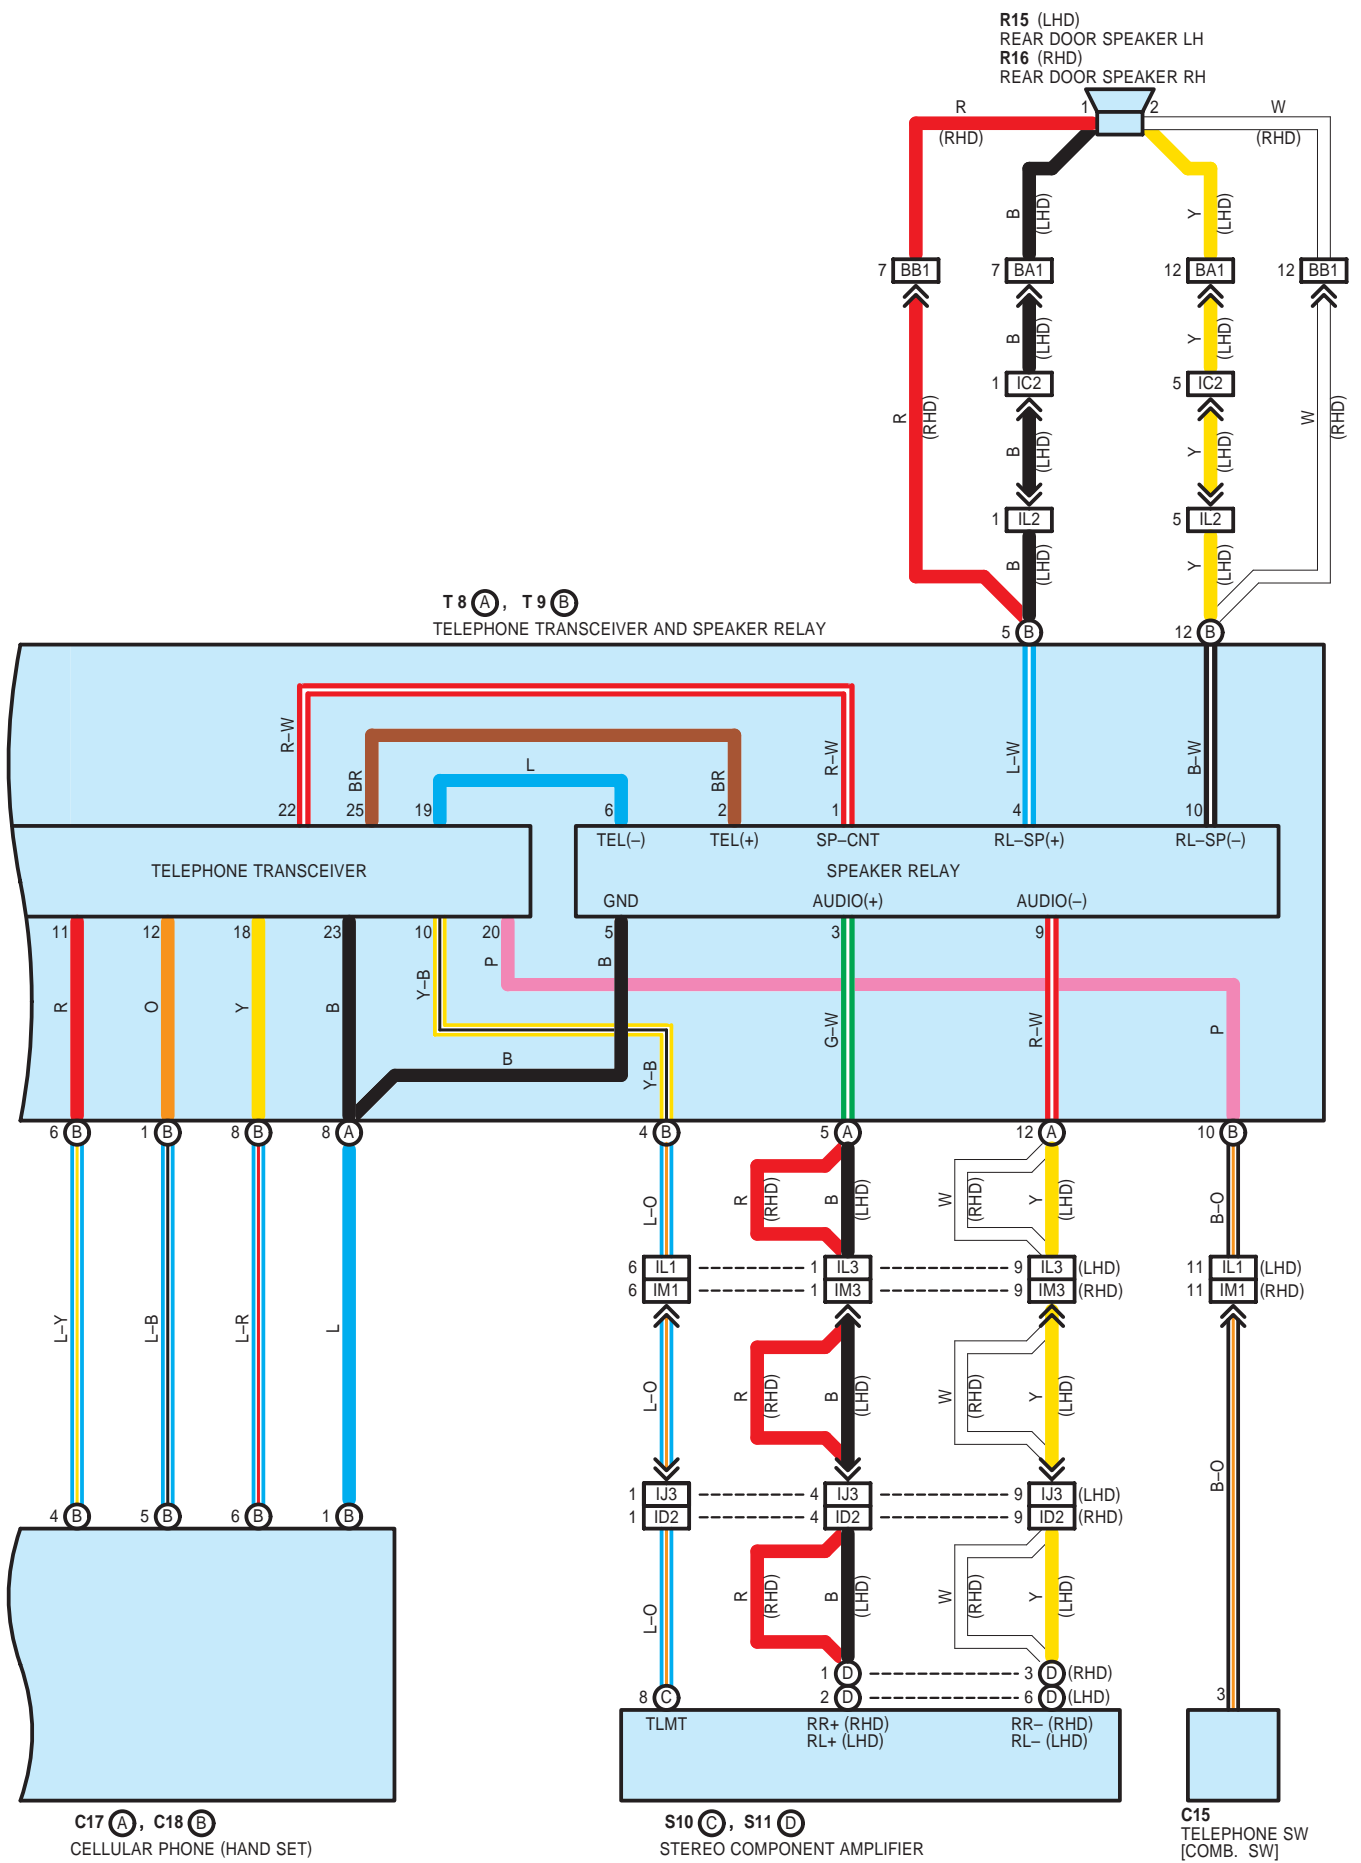 R15 (LHD)
REAR DOOR SPEAKER LH
R16 (RHD)
REAR DOOR SPEAKER RH
R 1 2 W
(RHD) (RHD)
B (LHD) Y (LHD)
7 BB1 7 BA1 12 BA1 12 BB1
B (LHD) Y (LHD)
1 IC2 5 IC2
R (RHD) W (RHD)
B (LHD) Y (LHD)
1 IL2 5 IL2
B (LHD) Y (LHD)
T 8 A , T 9 B
TELEPHONE TRANSCEIVER AND SPEAKER RELAY
5 B 12 B
R–W BR L BR R–W L–W B–W
22 25 19 6 2 1 4 10
TEL(–) TEL(+) SP–CNT RL–SP(+) RL–SP(–)
TELEPHONE TRANSCEIVER SPEAKER RELAY
GND AUDIO(+) AUDIO(–)
11 12 18 23 10 20 5 3 9
R O Y B Y–B P B G–W R–W P
B Y–B
6 B 1 B 8 B 8 A 4 B 5 A 12 A 10 B
L–O R (RHD) B (LHD) W (RHD) Y (LHD) B–O
6 IL1 1 IL3 9 IL3 (LHD) 11 IL1 (LHD)
6 IM1 1 IM3 9 IM3 (RHD) 11 IM1 (RHD)
L–Y L–B L–R L
L–O R (RHD) B (LHD) W (RHD) Y (LHD)
B–O
1 IJ3 4 IJ3 9 IJ3 (LHD)
1 ID2 4 ID2 9 ID2 (RHD)
4 B 5 B 6 B 1 B
L–O R (RHD) B (LHD) W (RHD) Y (LHD)
1 D 3 D (RHD)
8 C 2 D 6 D (LHD) 3
TLMT RR+ (RHD) RR– (RHD)
RL+ (LHD) RL– (LHD)
C17 A , C18 B
CELLULAR PHONE (HAND SET)
S10 C , S11 D
STEREO COMPONENT AMPLIFIER
C15
TELEPHONE SW
[COMB. SW]